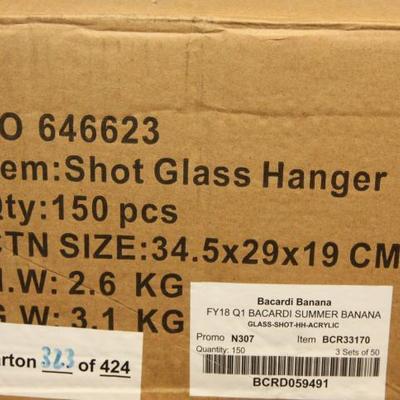 O 646623
em:Shot Glass Hanger
Qty:150 pcs
CTN SIZE:34.5x29x19 CM
N.W: 2.6 KG
G.W: 3.1 KG
arton 323 of 424
Bacardi Banana
FY18 Q1 BACARDI SUMMER BANANA
GLASS-SHOT-HH-ACRYLIC
Promo N307 Item BCR33170
Quantity: 150 3 Sets of 50
BCRD059491